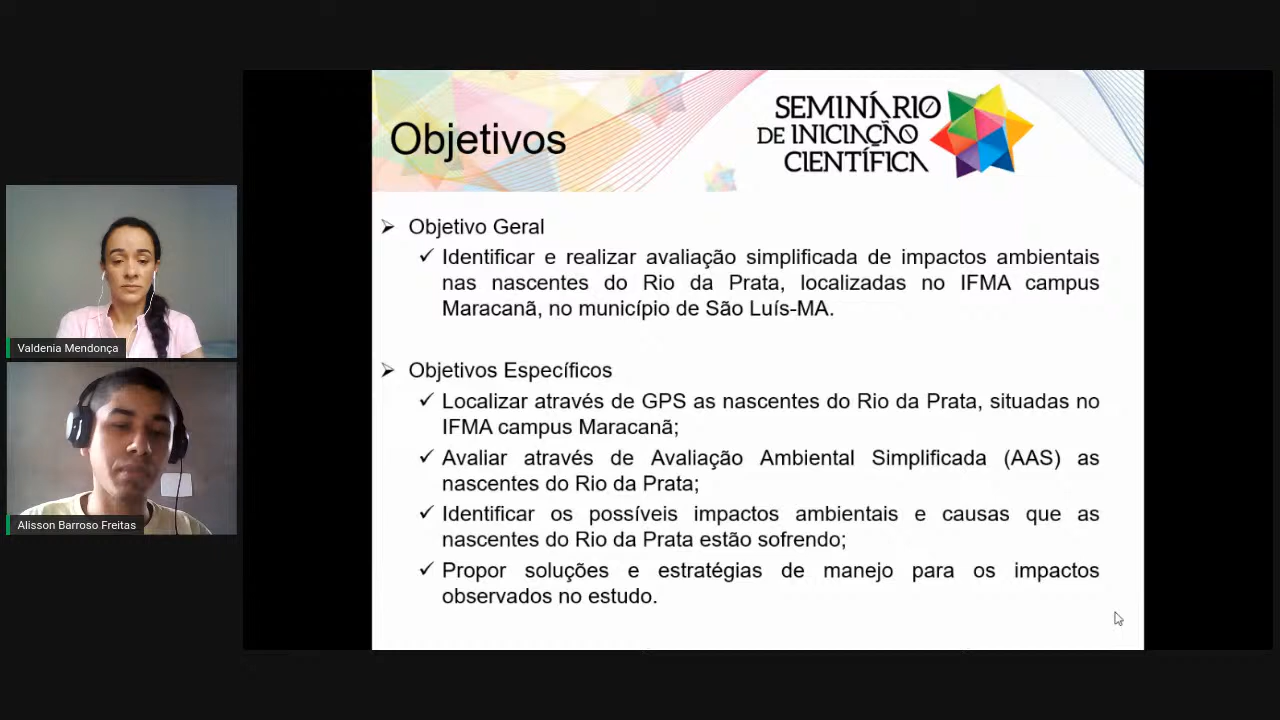 Objetivos
SEMINÁRIO
DE INICIAÇÃO
CIENTÍFICA
Objetivo Geral
Identificar e realizar avaliação simplificada de impactos ambientais
nas nascentes do Rio da Prata, localizadas no IFMA campus
Maracanã, no município de São Luís-MA.
Objetivos Específicos
Localizar através de GPS as nascentes do Rio da Prata, situadas no
IFMA campus Maracanã;
Avaliar através de Avaliação Ambiental Simplificada (AAS) as
nascentes do Rio da Prata;
Identificar os possíveis impactos ambientais e causas que as
nascentes do Rio da Prata estão sofrendo;
Propor soluções e estratégias de manejo para os impactos
observados no estudo.
Valdenia Mendonça
Alisson Barroso Freitas